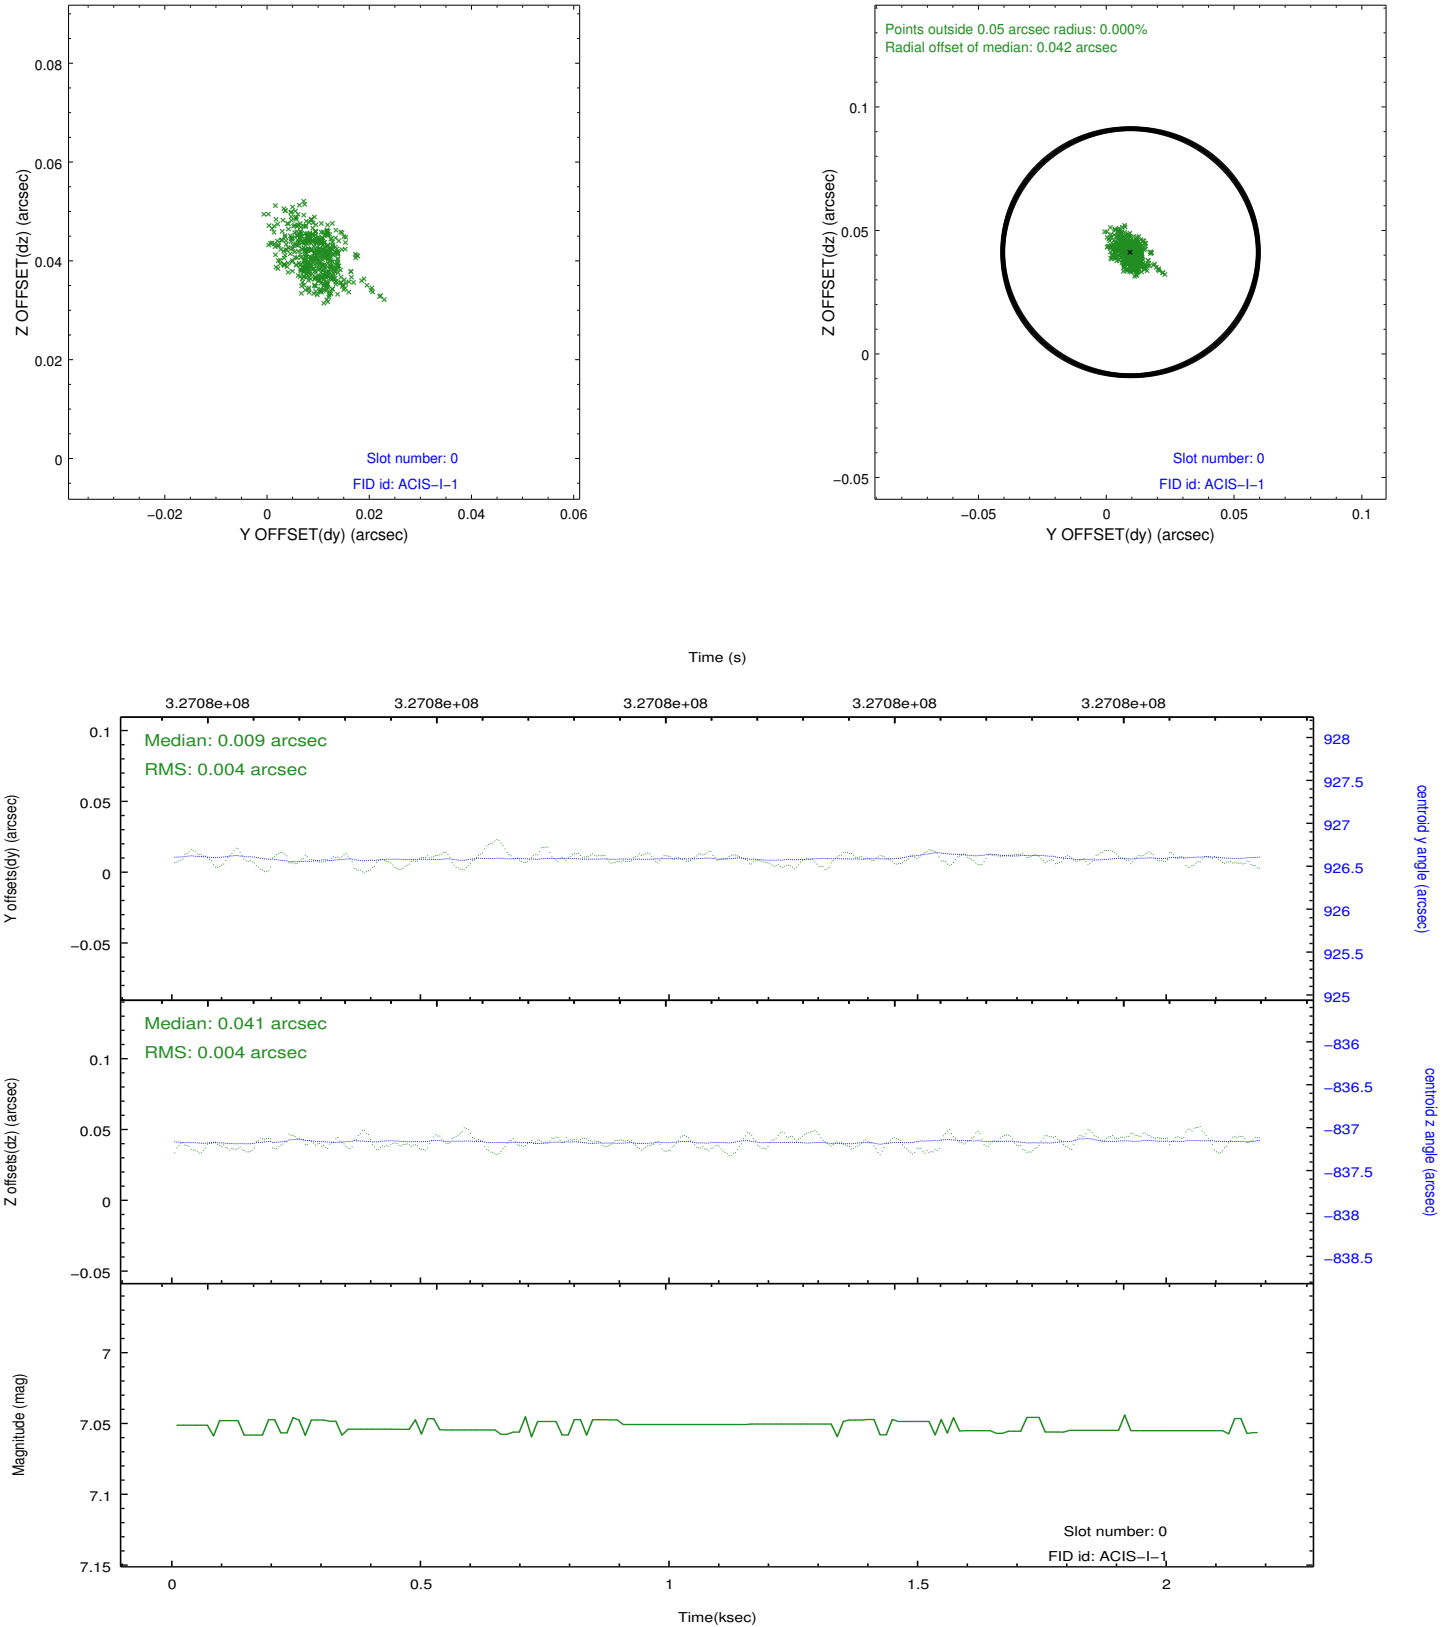 0.08
0.06
0.04
0.02
0
Z OFFSET(dz) (arcsec)
Slot number: 0
FID id: ACIS−I−1
−0.02 0 0.02 0.04 0.06
Y OFFSET(dy) (arcsec)
Points outside 0.05 arcsec radius: 0.000%
Radial offset of median: 0.042 arcsec
0.1
0.05
0
−0.05
Z OFFSET(dz) (arcsec)
Slot number: 0
FID id: ACIS−I−1
−0.05 0 0.05 0.1
Y OFFSET(dy) (arcsec)
Time (s)
3.2708e+08 3.2708e+08 3.2708e+08 3.2708e+08 3.2708e+08
Median: 0.009 arcsec
RMS: 0.004 arcsec
0.1
0.05
0
−0.05
Y offsets(dy) (arcsec)
928
927.5
927
926.5
926
925.5
925
centroid y angle (arcsec)
Median: 0.041 arcsec
RMS: 0.004 arcsec
0.1
0.05
0
−0.05
Z offsets(dz) (arcsec)
−836
−836.5
−837
−837.5
−838
−838.5
centroid z angle (arcsec)
7
7.05
7.1
7.15
Magnitude (mag)
Slot number: 0
FID id: ACIS−I−1
0 0.5 1 1.5 2
Time(ksec)